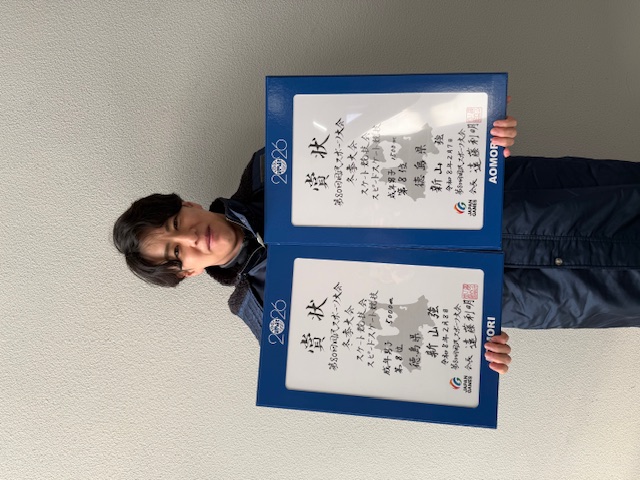 2026
賞状
第80回国民スポーツ大会
冬季大会
スケート競技会
スピードスケート競技
成年男子 5000m
第8位
徳島県
新山 強
令和8年2月8日
第80回国民スポーツ大会
会長 遠藤利明
JAPAN GAMES
MORI
2026
賞状
第80回国民スポーツ大会
冬季大会
スケート競技会
スピードスケート競技
成年男子
第8位
徳島県
新山 強
令和8年2月7日
第80回国民スポーツ大会
会長 遠藤利明
JAPAN GAMES
AOMORI